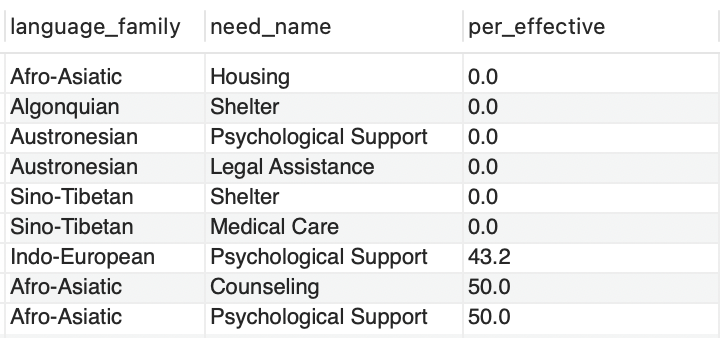 language_family need_name per_effective
Afro-Asiatic Housing 0.0
Algonquian Shelter 0.0
Austronesian Psychological Support 0.0
Austronesian Legal Assistance 0.0
Sino-Tibetan Shelter 0.0
Sino-Tibetan Medical Care 0.0
Indo-European Psychological Support 43.2
Afro-Asiatic Counseling 50.0
Afro-Asiatic Psychological Support 50.0